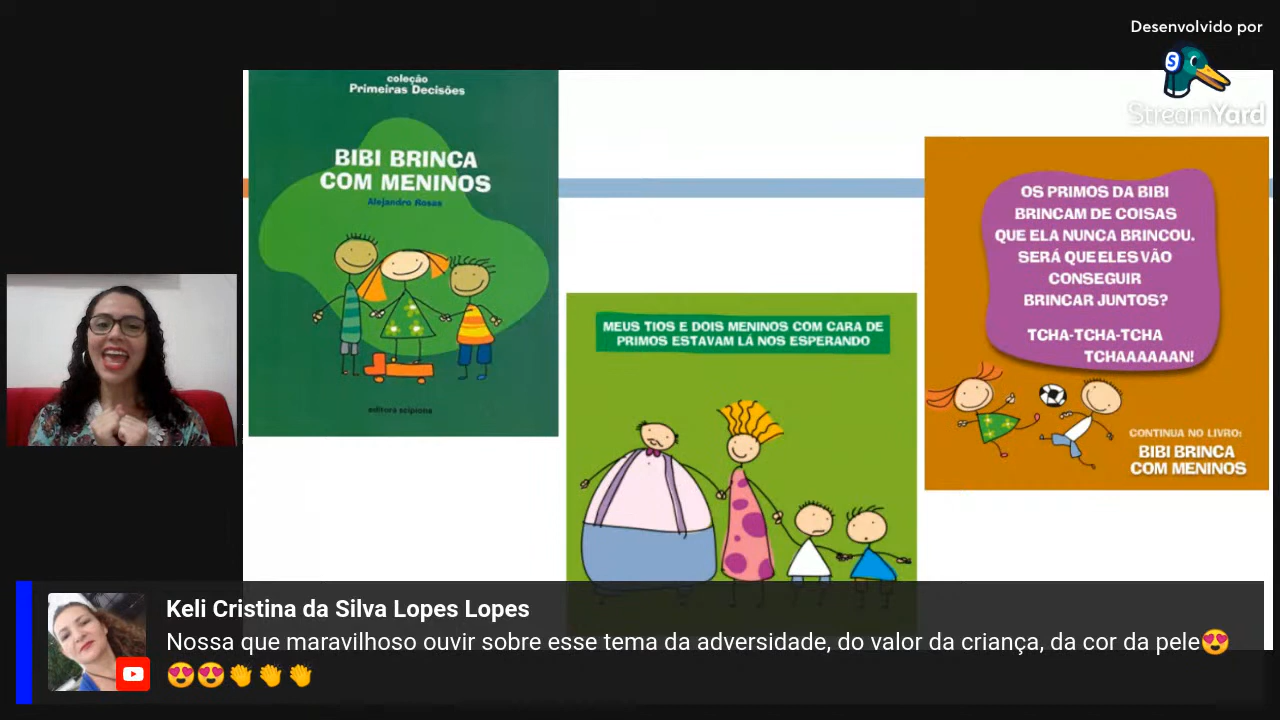 Desenvolvido por
S
StreamYard
coleção
Primeiras Decisões
BIBI BRINCA
COM MENINOS
Alejandro Rosas
editora scipione
MEUS TIOS E DOIS MENINOS COM CARA DE
PRIMOS ESTAVAM LÁ NOS ESPERANDO
OS PRIMOS DA BIBI
BRINCAM DE COISAS
QUE ELA NUNCA BRINCOU.
SERÁ QUE ELES VÃO
CONSEGUIR
BRINCAR JUNTOS?
TCHA-TCHA-TCHA
TCHAAAAAAN!
CONTINUA NO LIVRO:
BIBI BRINCA
COM MENINOS
Keli Cristina da Silva Lopes Lopes
Nossa que maravilhoso ouvir sobre esse tema da adversidade, do valor da criança, da cor da pele😍
😍😍👏👏👏